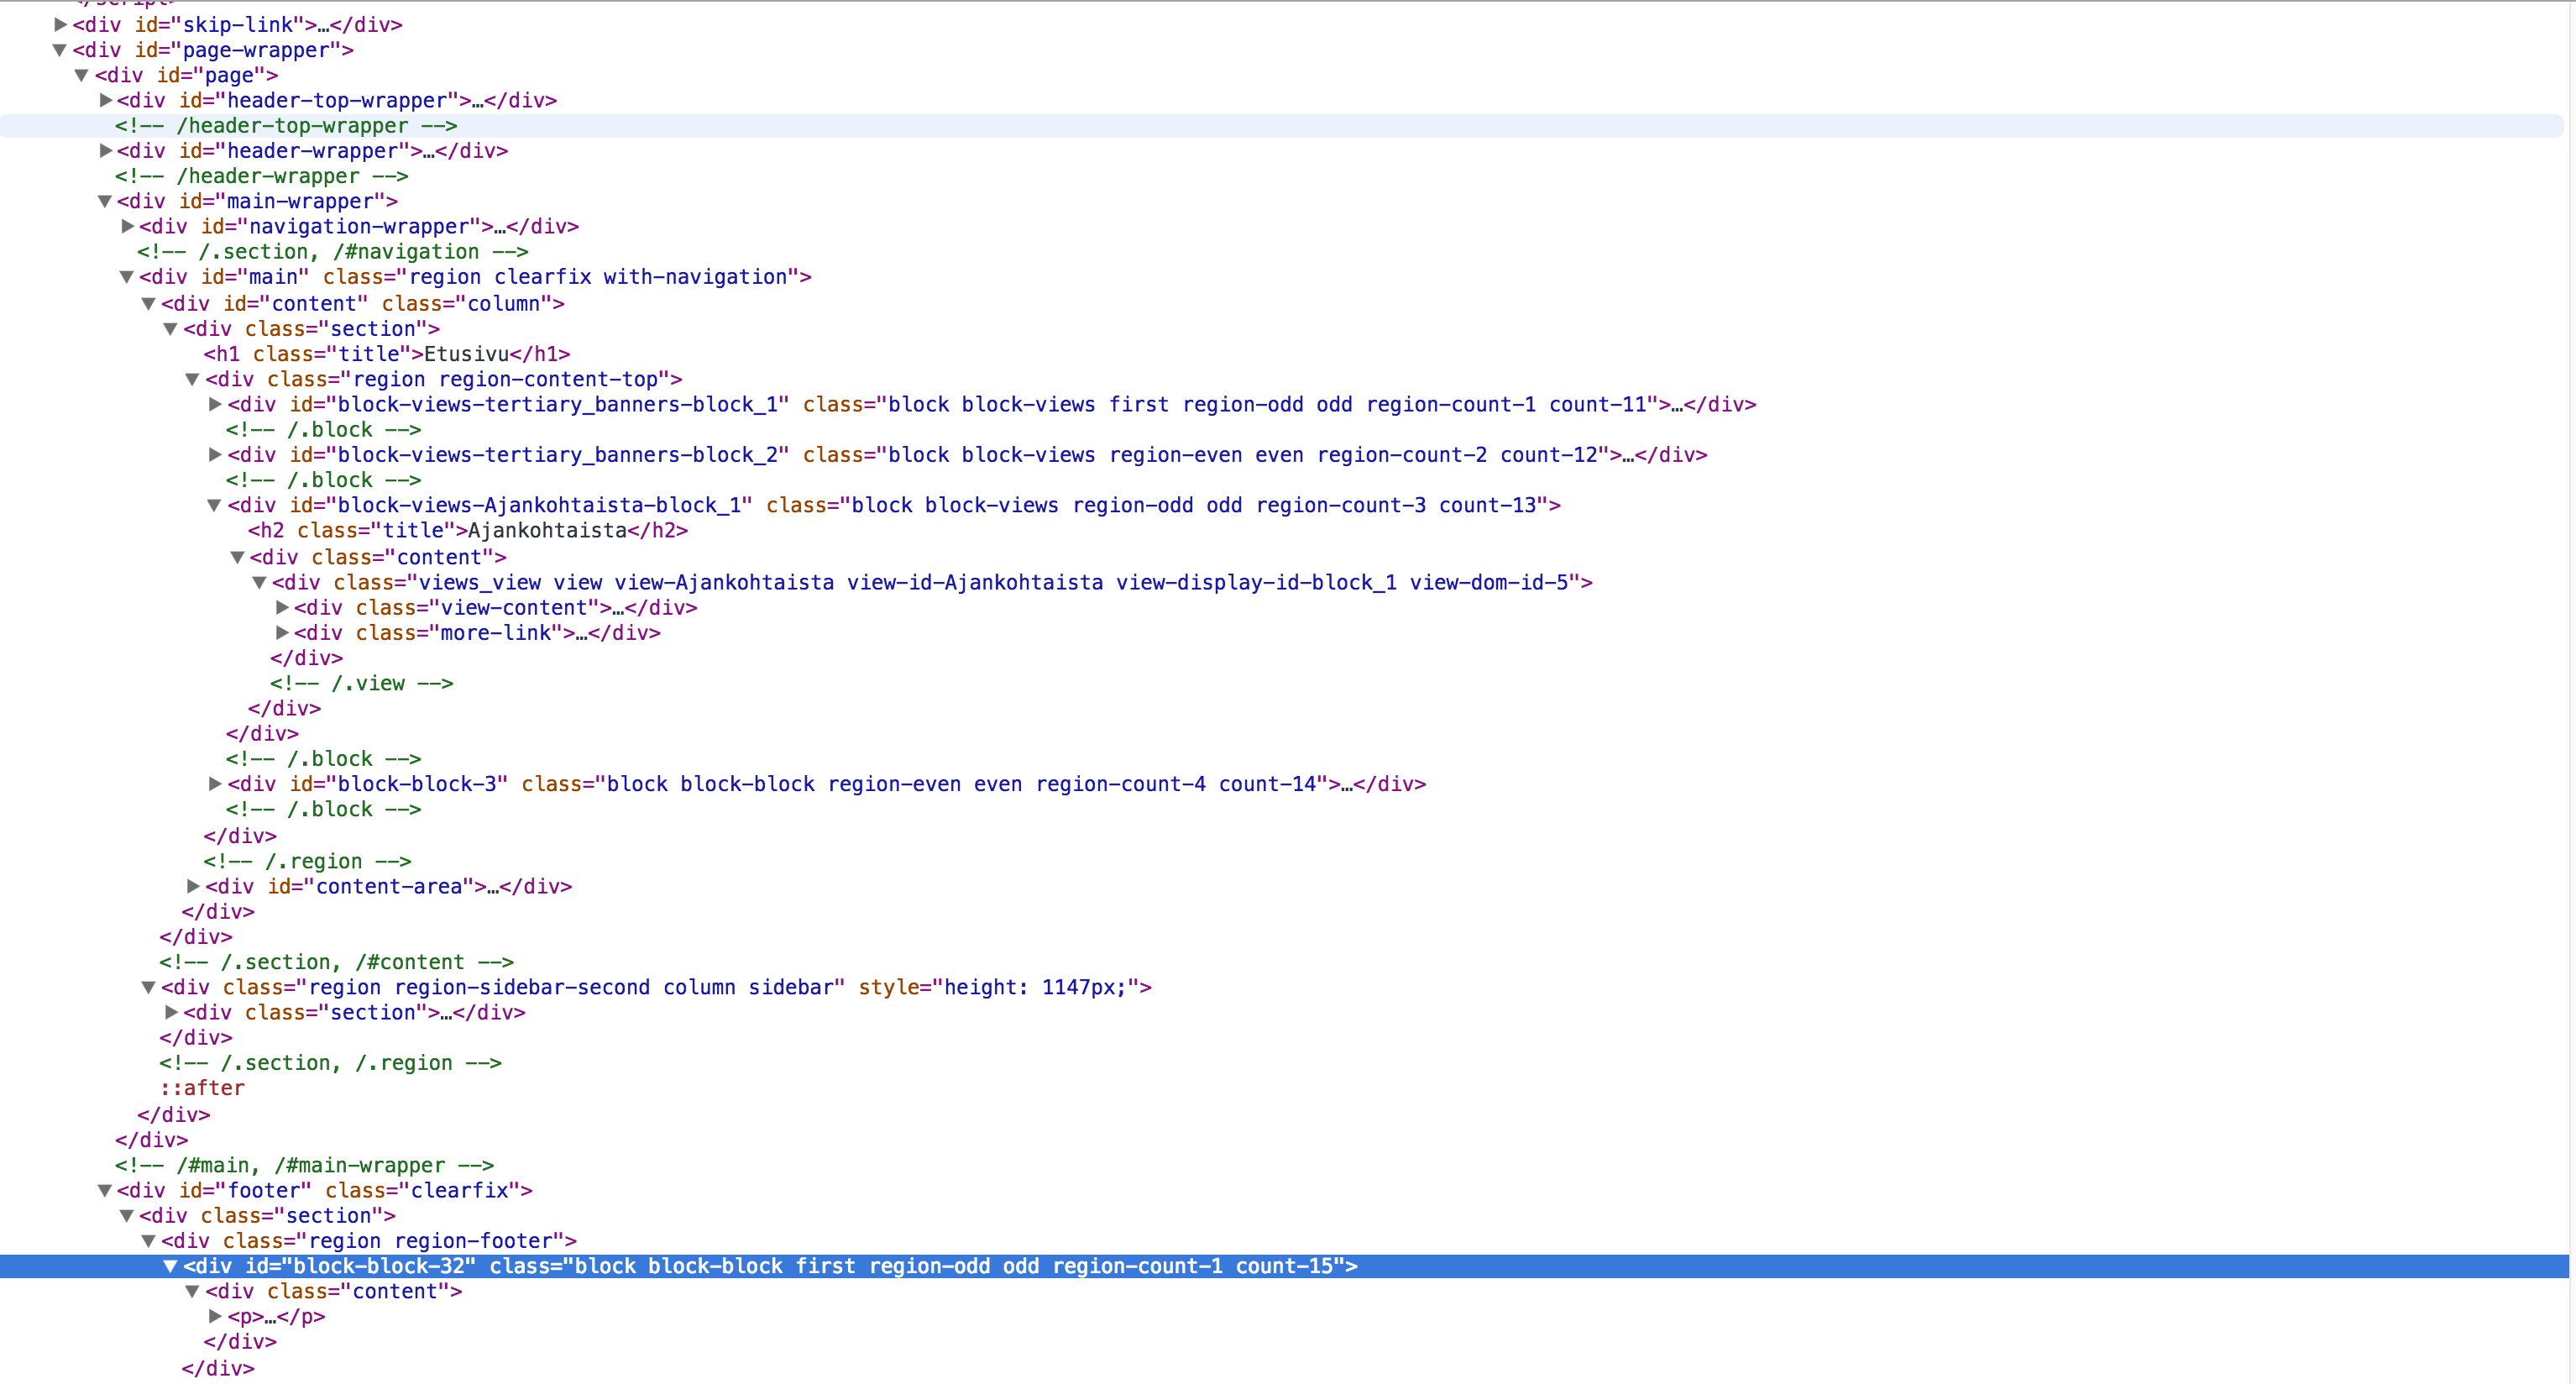 </script>
▶<div id="skip-link">…</div>
▼<div id="page-wrapper">
▼<div id="page">
▶<div id="header-top-wrapper">…</div>
<!-- /header-top-wrapper -->
▶<div id="header-wrapper">…</div>
<!-- /header-wrapper -->
▼<div id="main-wrapper">
▶<div id="navigation-wrapper">…</div>
<!-- /.section, /#navigation -->
▼<div id="main" class="region clearfix with-navigation">
▼<div id="content" class="column">
▼<div class="section">
<h1 class="title">Etusivu</h1>
▼<div class="region region-content-top">
▶<div id="block-views-tertiary_banners-block_1" class="block block-views first region-odd odd region-count-1 count-11">…</div>
<!-- /.block -->
▶<div id="block-views-tertiary_banners-block_2" class="block block-views region-even even region-count-2 count-12">…</div>
<!-- /.block -->
▼<div id="block-views-Ajankohtaista-block_1" class="block block-views region-odd odd region-count-3 count-13">
<h2 class="title">Ajankohtaista</h2>
▼<div class="content">
▼<div class="views_view view view-Ajankohtaista view-id-Ajankohtaista view-display-id-block_1 view-dom-id-5">
▶<div class="view-content">…</div>
▶<div class="more-link">…</div>
</div>
<!-- /.view -->
</div>
</div>
<!-- /.block -->
▶<div id="block-block-3" class="block block-block region-even even region-count-4 count-14">…</div>
<!-- /.block -->
</div>
<!-- /.region -->
▶<div id="content-area">…</div>
</div>
</div>
<!-- /.section, /#content -->
▼<div class="region region-sidebar-second column sidebar" style="height: 1147px;">
▶<div class="section">…</div>
</div>
<!-- /.section, /.region -->
::after
</div>
</div>
<!-- /#main, /#main-wrapper -->
▼<div id="footer" class="clearfix">
▼<div class="section">
▼<div class="region region-footer">
▼<div id="block-block-32" class="block block-block first region-odd odd region-count-1 count-15">
▼<div class="content">
▶<p>…</p>
</div>
</div>